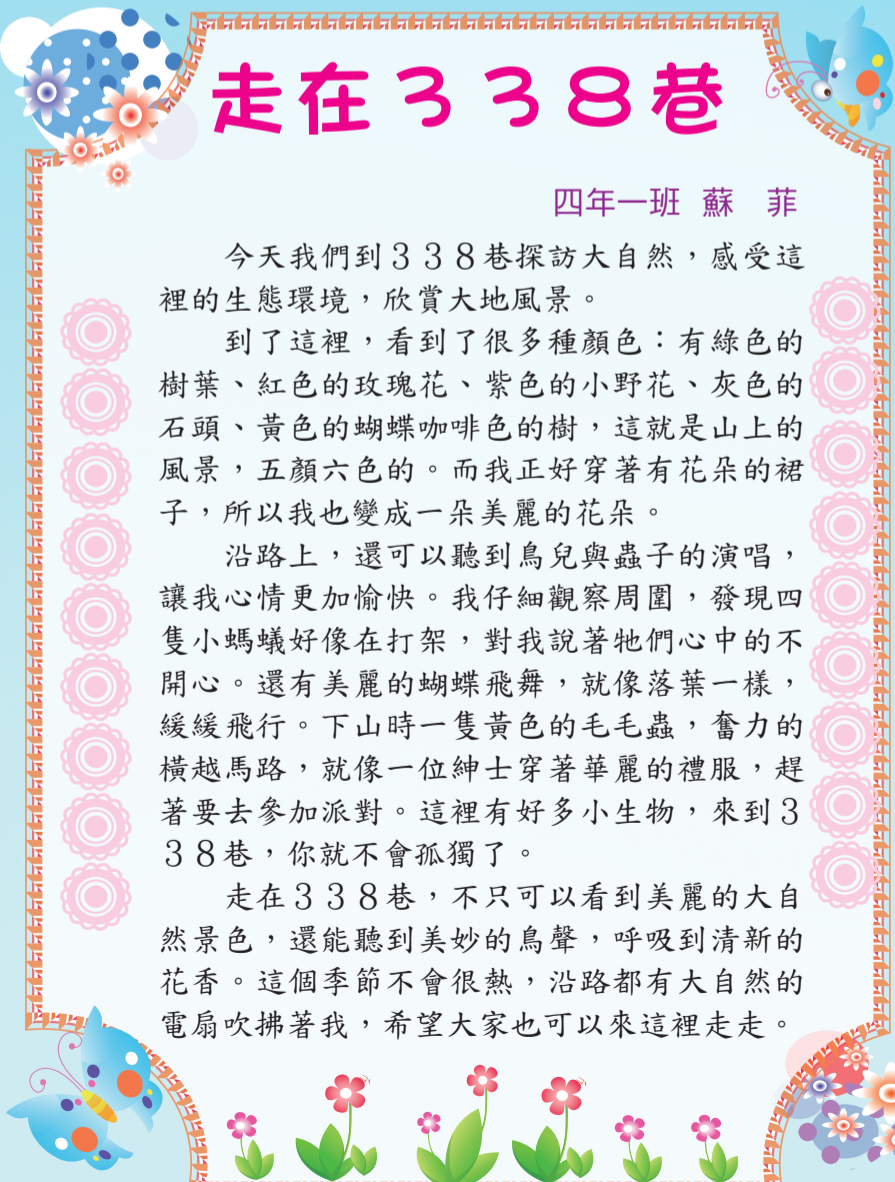 走在３３８巷
四年一班 蘇　菲
今天我們到３３８巷探訪大自然，感受這
裡的生態環境，欣賞大地風景。
到了這裡，看到了很多種顏色：有綠色的
樹葉、紅色的玫瑰花、紫色的小野花、灰色的
石頭、黃色的蝴蝶咖啡色的樹，這就是山上的
風景，五顏六色的。而我正好穿著有花朵的裙
子，所以我也變成一朵美麗的花朵。
沿路上，還可以聽到鳥兒與蟲子的演唱，
讓我心情更加愉快。我仔細觀察周圍，發現四
隻小螞蟻好像在打架，對我說著牠們心中的不
開心。還有美麗的蝴蝶飛舞，就像落葉一樣，
緩緩飛行。下山時一隻黃色的毛毛蟲，奮力的
橫越馬路，就像一位紳士穿著華麗的禮服，趕
著要去參加派對。這裡有好多小生物，來到３
３８巷，你就不會孤獨了。
走在３３８巷，不只可以看到美麗的大自
然景色，還能聽到美妙的鳥聲，呼吸到清新的
花香。這個季節不會很熱，沿路都有大自然的
電扇吹拂著我，希望大家也可以來這裡走走。